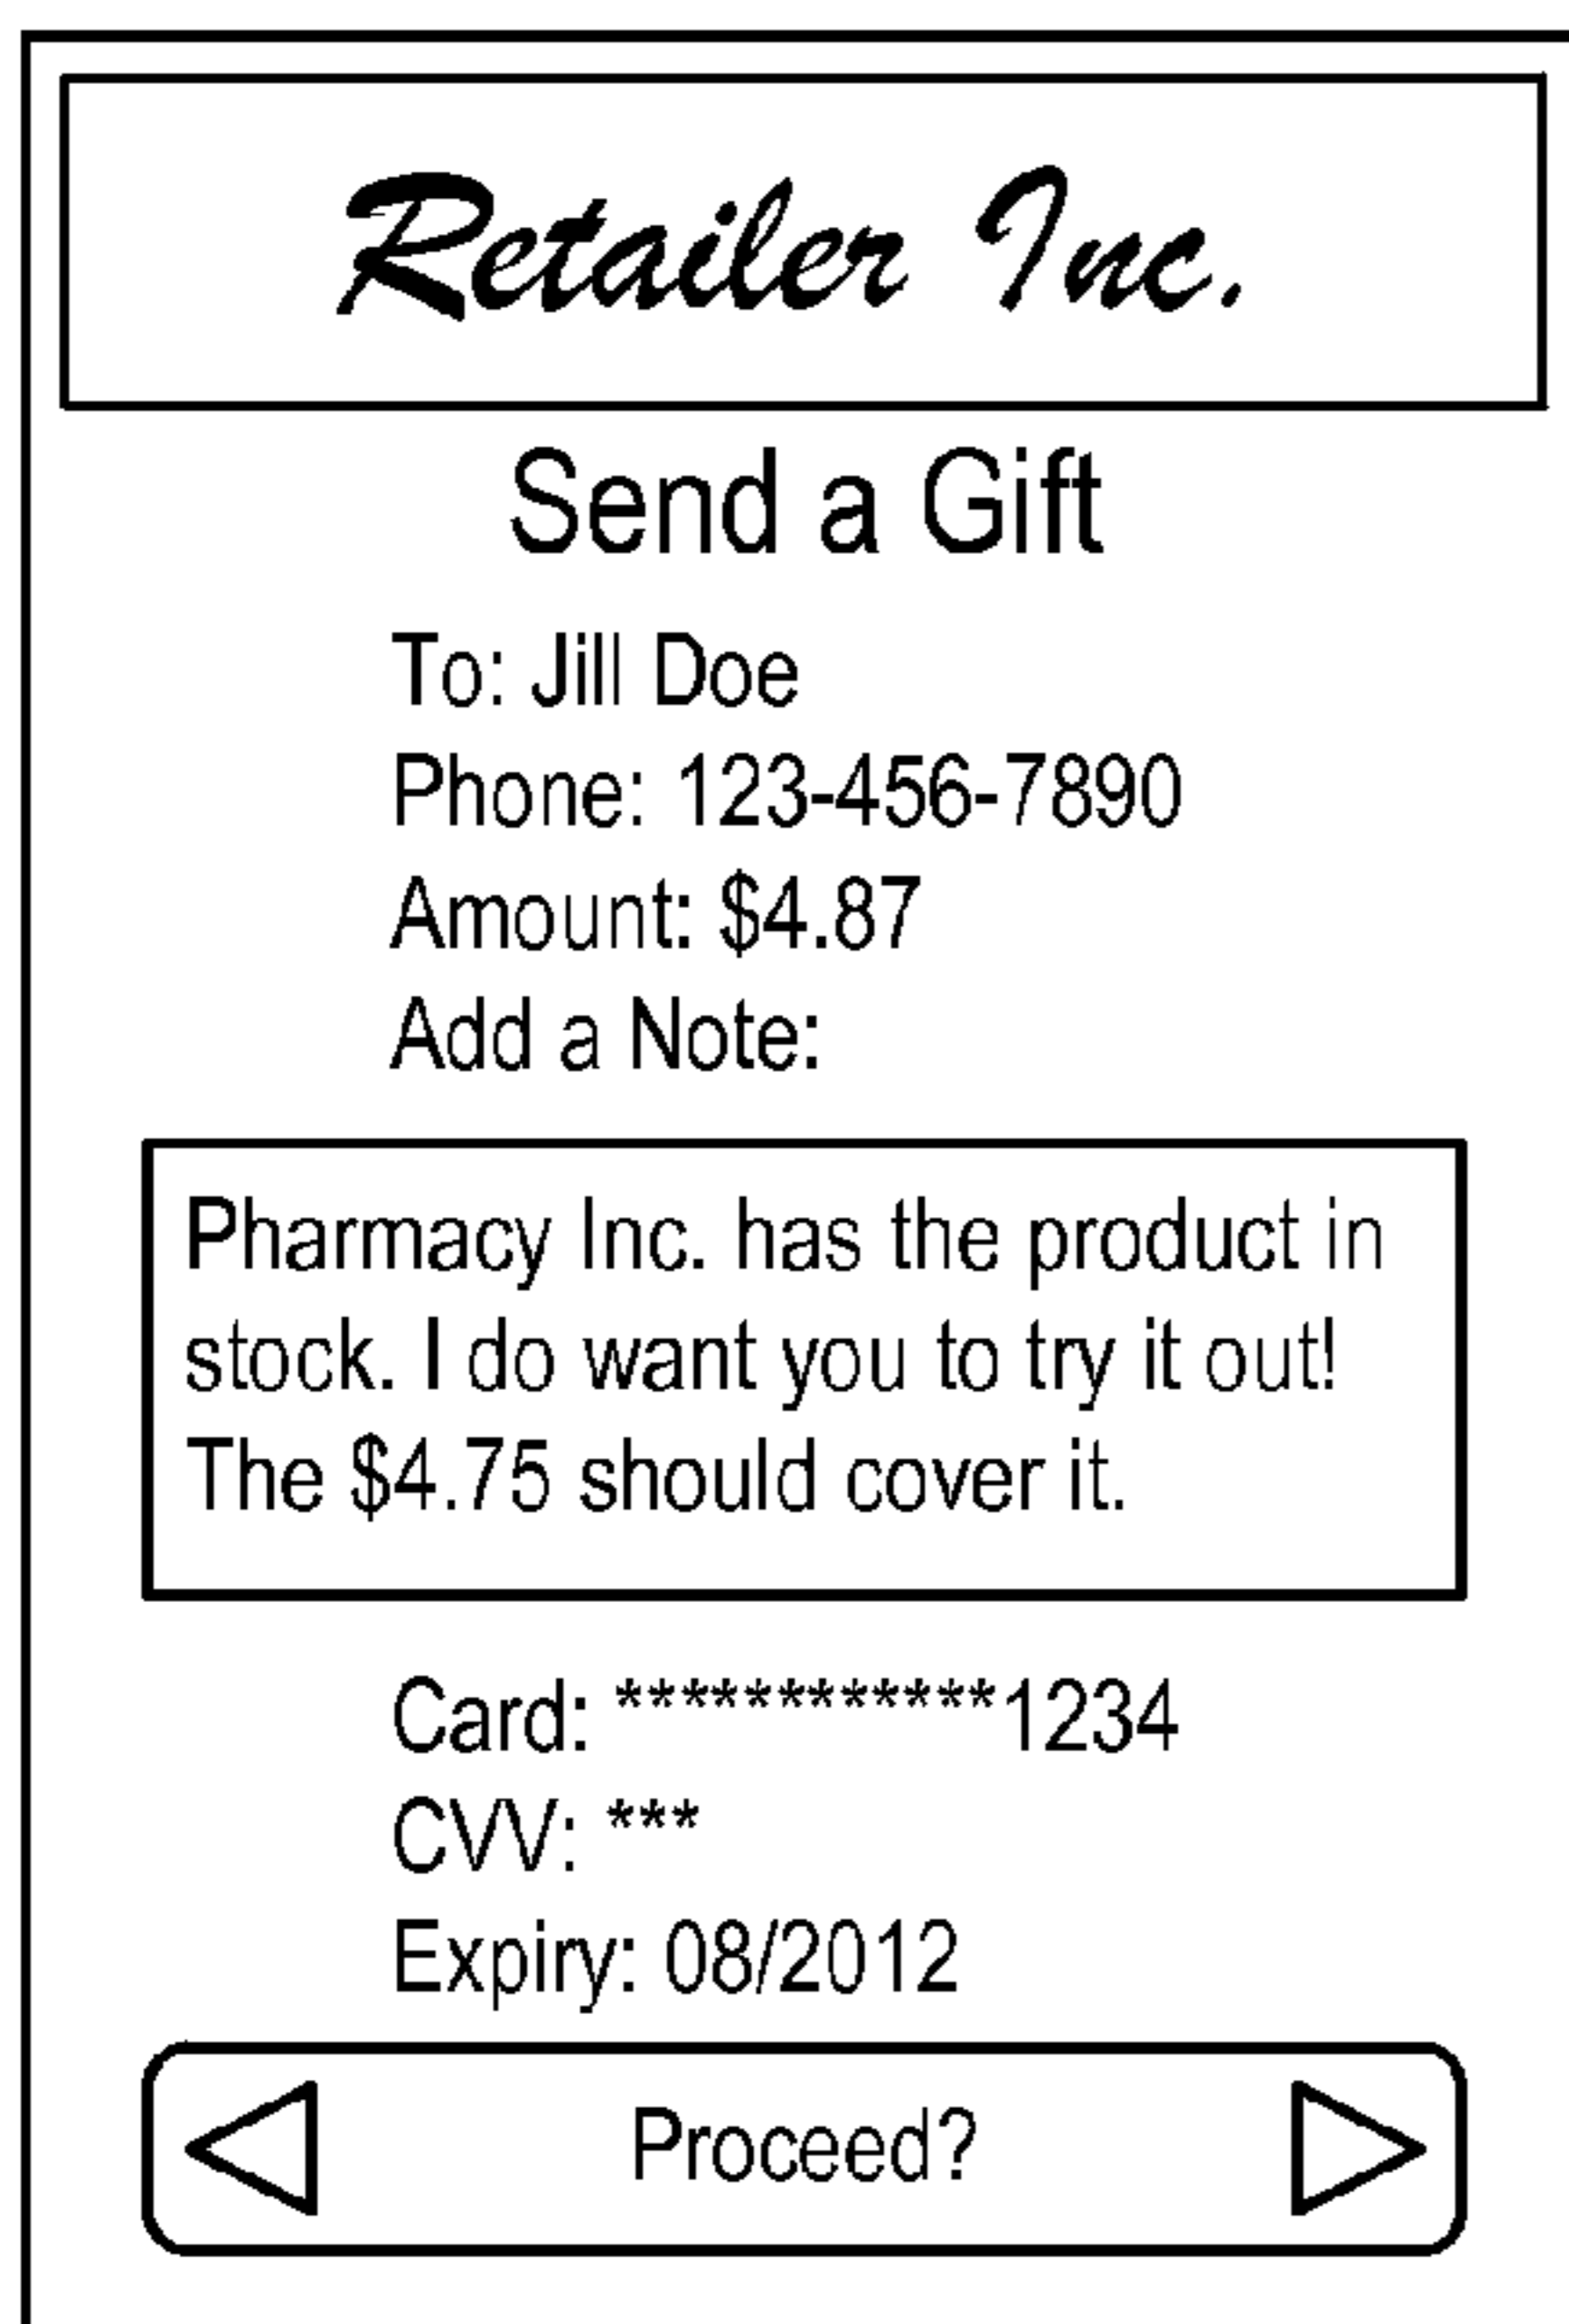 Retailer Inc.
Send a Gift
To: Jill Doe
Phone: 123-456-7890
Amount: $4.87
Add a Note:
Pharmacy Inc. has the product in
stock. I do want you to try it out!
The $4.75 should cover it.
Card: ************1234
CVV: ***
Expiry: 08/2012
Proceed?